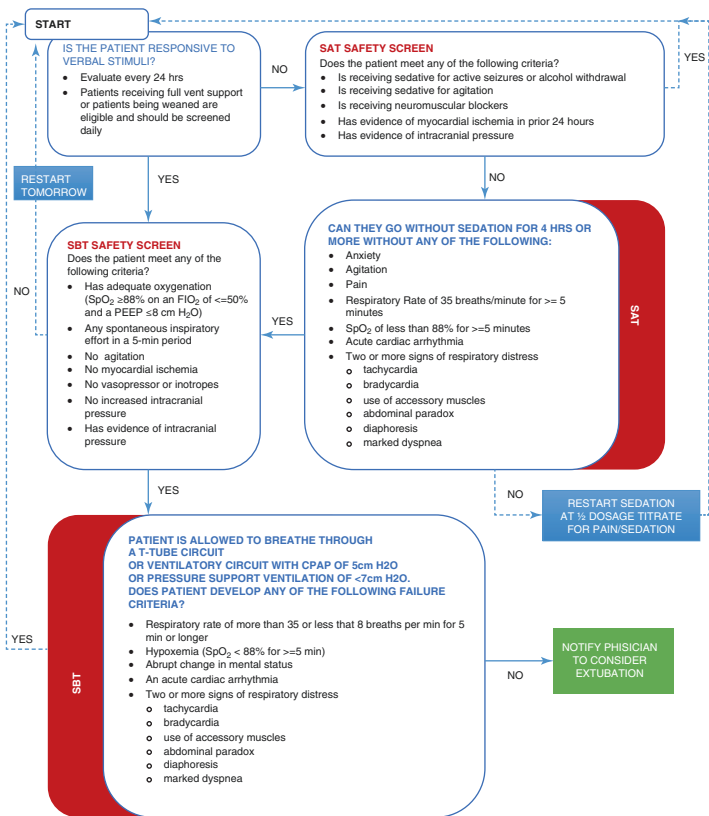 START
IS THE PATIENT RESPONSIVE TO
VERBAL STIMULI?
• Evaluate every 24 hrs
• Patients receiving full vent support
or patients being weaned are
eligible and should be screened
daily
NO
SAT SAFETY SCREEN
Does the patient meet any of the following criteria?
• Is receiving sedative for active seizures or alcohol withdrawal
• Is receiving sedative for agitation
• Is receiving neuromuscular blockers
• Has evidence of myocardial ischemia in prior 24 hours
• Has evidence of intracranial pressure
YES
RESTART
TOMORROW
YES
NO
SBT SAFETY SCREEN
Does the patient meet any of the
following criteria?
• Has adequate oxygenation
(SpO₂ ≥88% on an FIO₂ of <=50%
and a PEEP ≤8 cm H₂O)
• Any spontaneous inspiratory
effort in a 5-min period
• No agitation
• No myocardial ischemia
• No vasopressor or inotropes
• No increased intracranial
pressure
• Has evidence of intracranial
pressure
NO
YES
CAN THEY GO WITHOUT SEDATION FOR 4 HRS OR
MORE WITHOUT ANY OF THE FOLLOWING:
• Anxiety
• Agitation
• Pain
• Respiratory Rate of 35 breaths/minute for >= 5
minutes
• SpO₂ of less than 88% for >=5 minutes
• Acute cardiac arrhythmia
• Two or more signs of respiratory distress
o tachycardia
o bradycardia
o use of accessory muscles
o abdominal paradox
o diaphoresis
o marked dyspnea
SAT
NO
RESTART SEDATION
AT ½ DOSAGE TITRATE
FOR PAIN/SEDATION
YES
PATIENT IS ALLOWED TO BREATHE THROUGH
A T-TUBE CIRCUIT
OR VENTILATORY CIRCUIT WITH CPAP OF 5cm H2O
OR PRESSURE SUPPORT VENTILATION OF <7cm H2O.
DOES PATIENT DEVELOP ANY OF THE FOLLOWING FAILURE
CRITERIA?
• Respiratory rate of more than 35 or less that 8 breaths per min for 5
min or longer
• Hypoxemia (SpO₂ < 88% for >=5 min)
• Abrupt change in mental status
• An acute cardiac arrhythmia
• Two or more signs of respiratory distress
o tachycardia
o bradycardia
o use of accessory muscles
o abdominal paradox
o diaphoresis
o marked dyspnea
SBT
YES
NO
NOTIFY PHISICIAN
TO CONSIDER
EXTUBATION